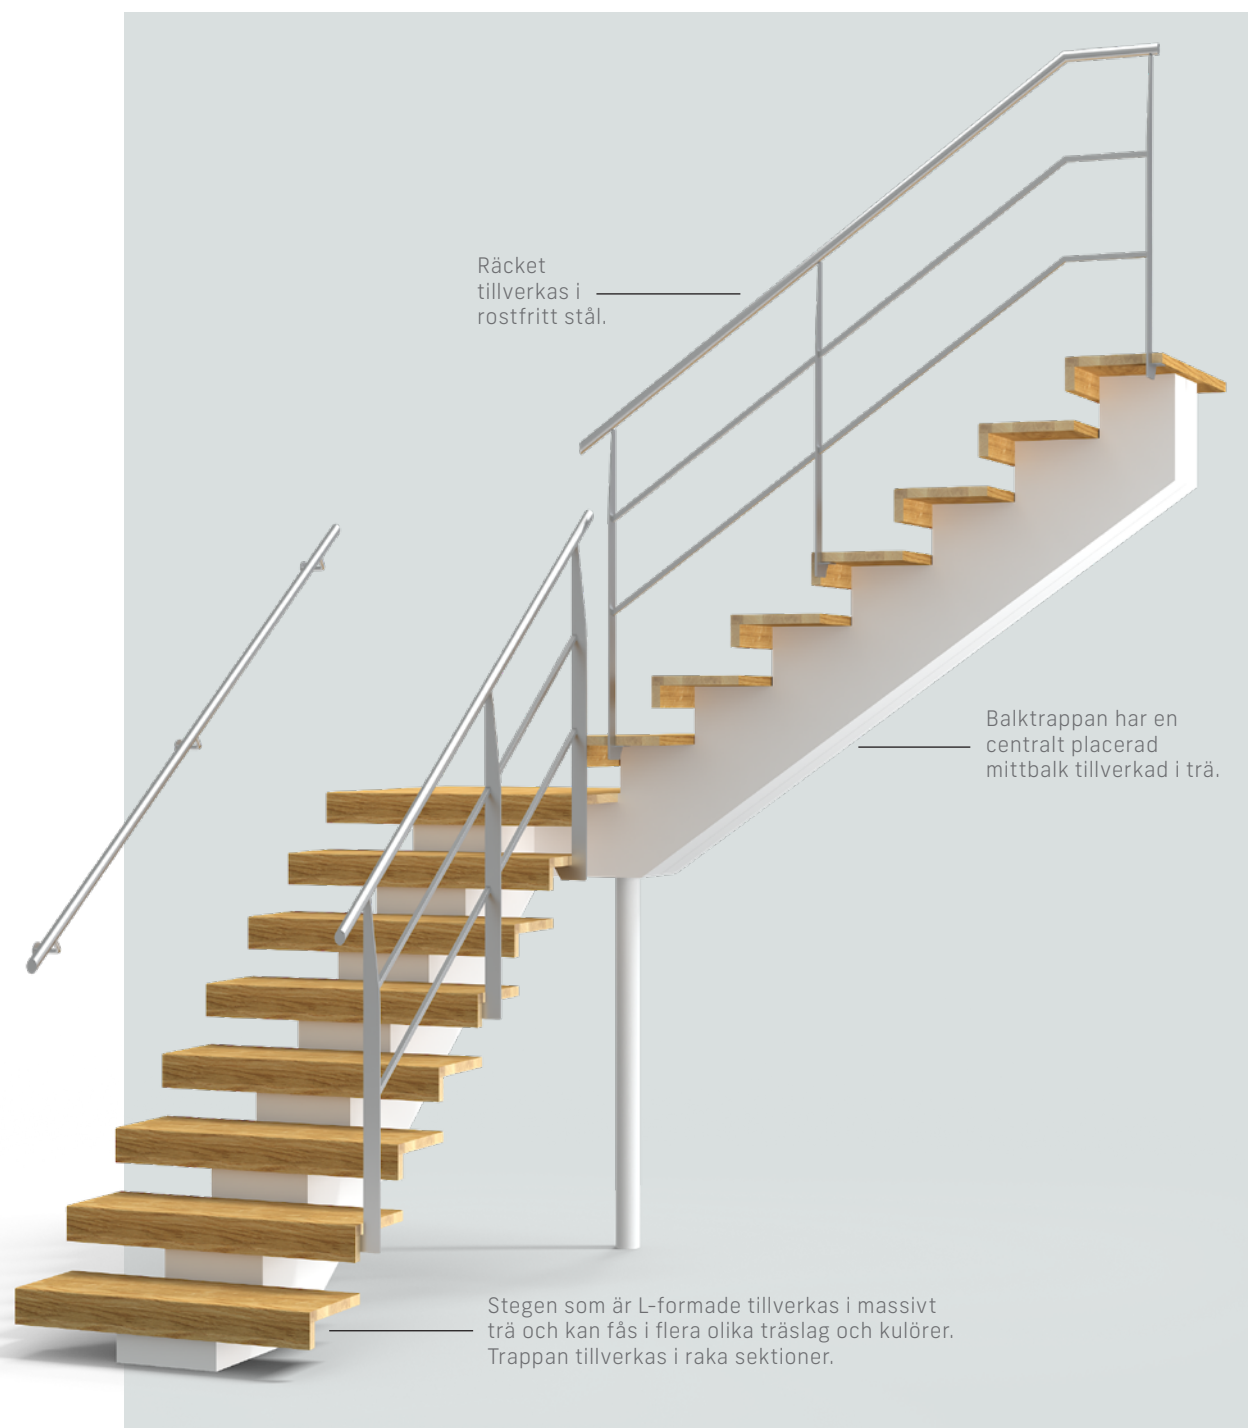 Räcket
tillverkas i
rostfritt stål.
Balktrappan har en
centralt placerad
mittbalk tillverkad i trä.
Stegen som är L-formade tillverkas i massivt
trä och kan fås i flera olika träslag och kulörer.
Trappan tillverkas i raka sektioner.